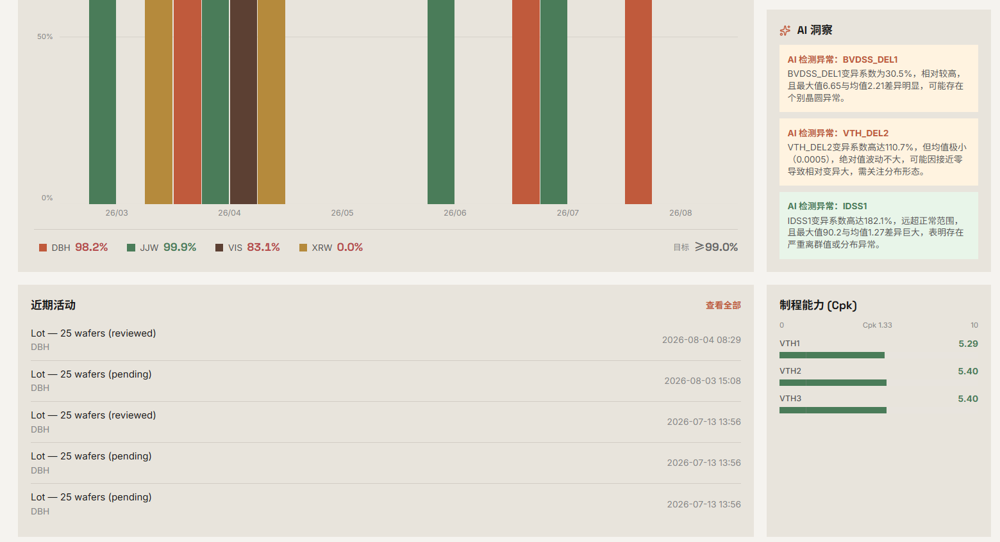 50%
0%
26/03
26/04
26/05
26/06
26/07
26/08
DBH 98.2%
JJW 99.9%
VIS 83.1%
XRW 0.0%
目标 ≥99.0%
AI 洞察
AI 检测异常：BVDSS_DEL1
BVDSS_DEL1变异系数为30.5%，相对较高，
且最大值6.65与均值2.21差异明显，可能存在
个别晶圆异常。
AI 检测异常：VTH_DEL2
VTH_DEL2变异系数高达110.7%，但均值极小
（0.0005），绝对值波动不大，可能因接近零
导致相对变异大，需关注分布形态。
AI 检测异常：IDSS1
IDSS1变异系数高达182.1%，远超正常范围，
且最大值90.2与均值1.27差异巨大，表明存在
严重离群值或分布异常。
近期活动
查看全部
Lot — 25 wafers (reviewed)
DBH
2026-08-04 08:29
Lot — 25 wafers (pending)
DBH
2026-08-03 15:08
Lot — 25 wafers (reviewed)
DBH
2026-07-13 13:56
Lot — 25 wafers (pending)
DBH
2026-07-13 13:56
Lot — 25 wafers (pending)
DBH
2026-07-13 13:56
制程能力 (Cpk)
0
Cpk 1.33
10
VTH1 5.29
VTH2 5.40
VTH3 5.40